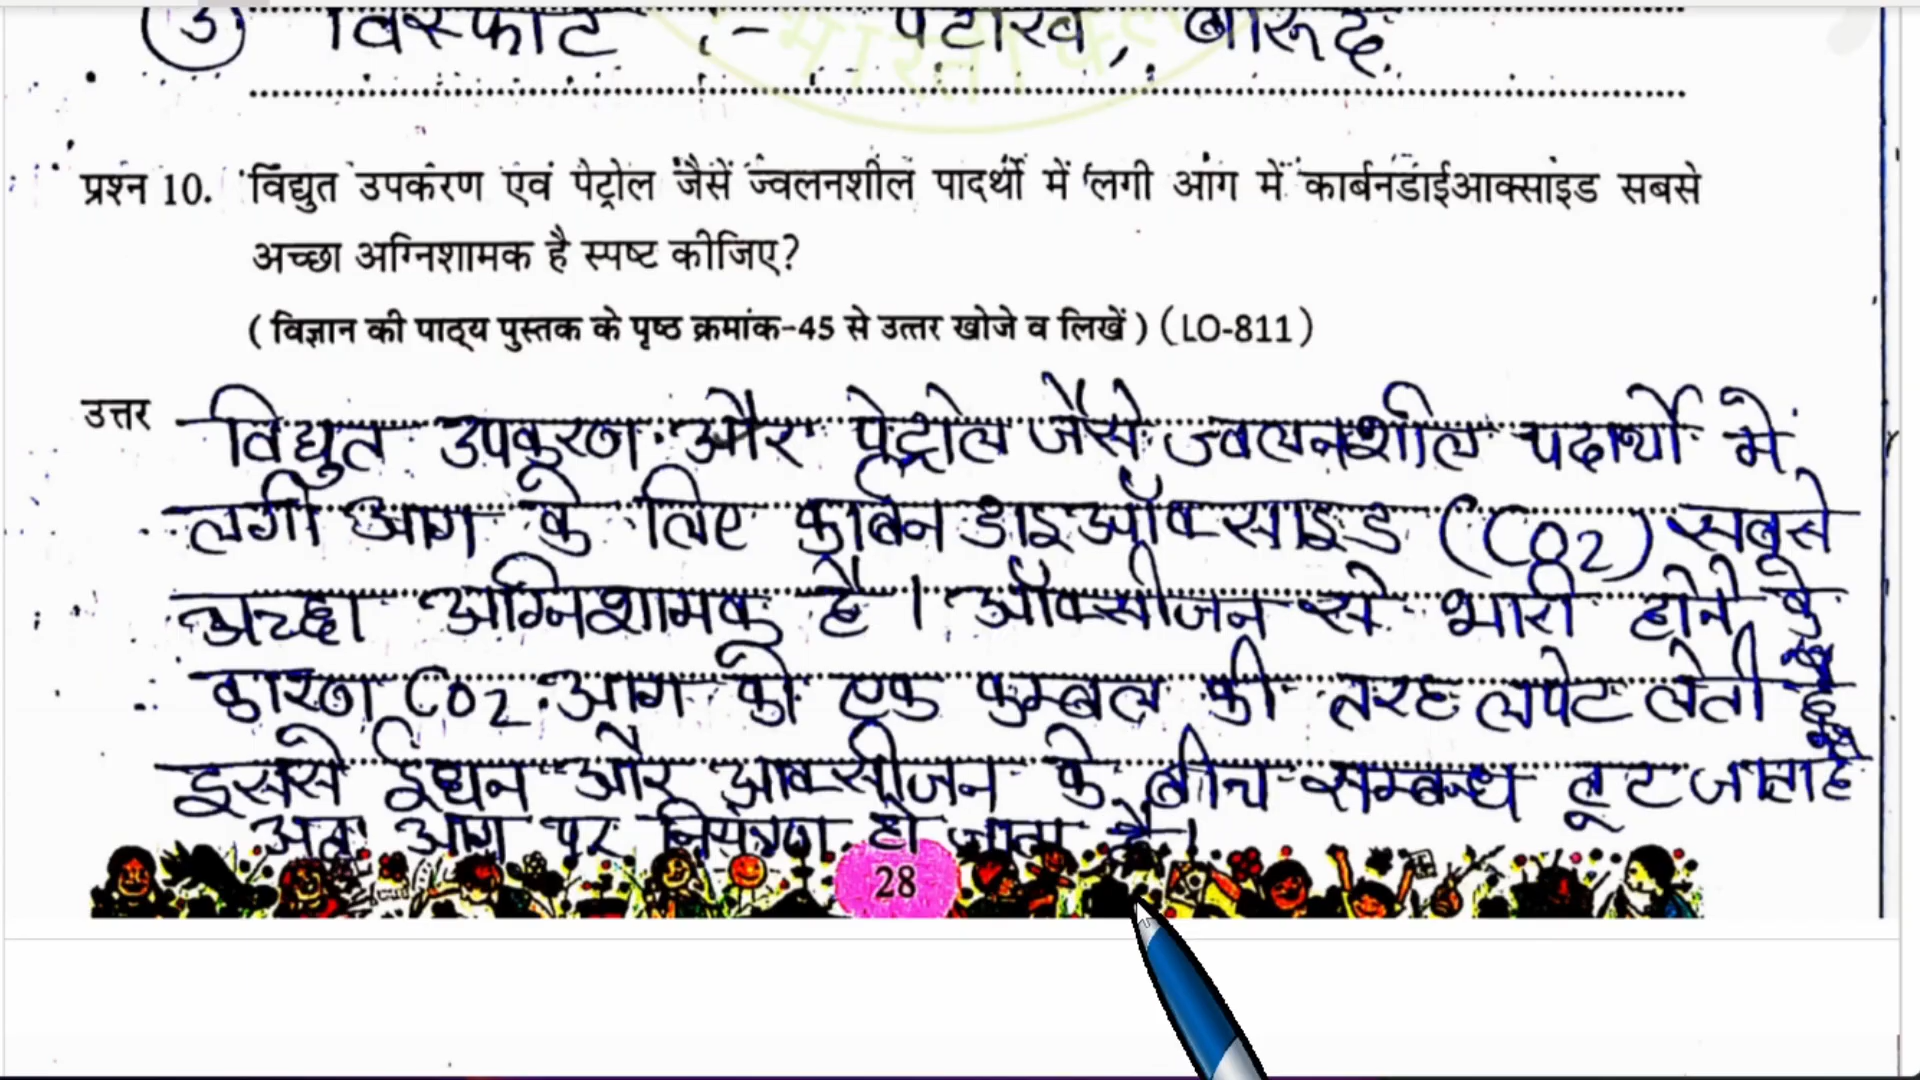 ③ विस्फोट :- पटाखे, बारूद
प्रश्न 10. विद्युत उपकरण एवं पेट्रोल जैसें ज्वलनशील पादर्थो में लगी आग में कार्बनडाईआक्साइड सबसे
अच्छा अग्निशामक है स्पष्ट कीजिए?
( विज्ञान की पाठ्य पुस्तक के पृष्ठ क्रमांक-45 से उत्तर खोजे व लिखें ) (LO-811)
उत्तर विद्युत उपकरण और पेट्रोल जैसे ज्वलनशील पदार्थो मे
लगी आग के लिए कार्बन डाइऑक्साइड (CO2) सबसे
अच्छा अग्निशामक है । ऑक्सीजन से भारी होने के
कारण CO2 आग को एक कम्बल की तरह लपेट लेती है
इससे ईंधन और आक्सीजन के बीच सम्बन्ध टूट जाता है
अतः आग पर नियंत्रण हो जाता है।
28